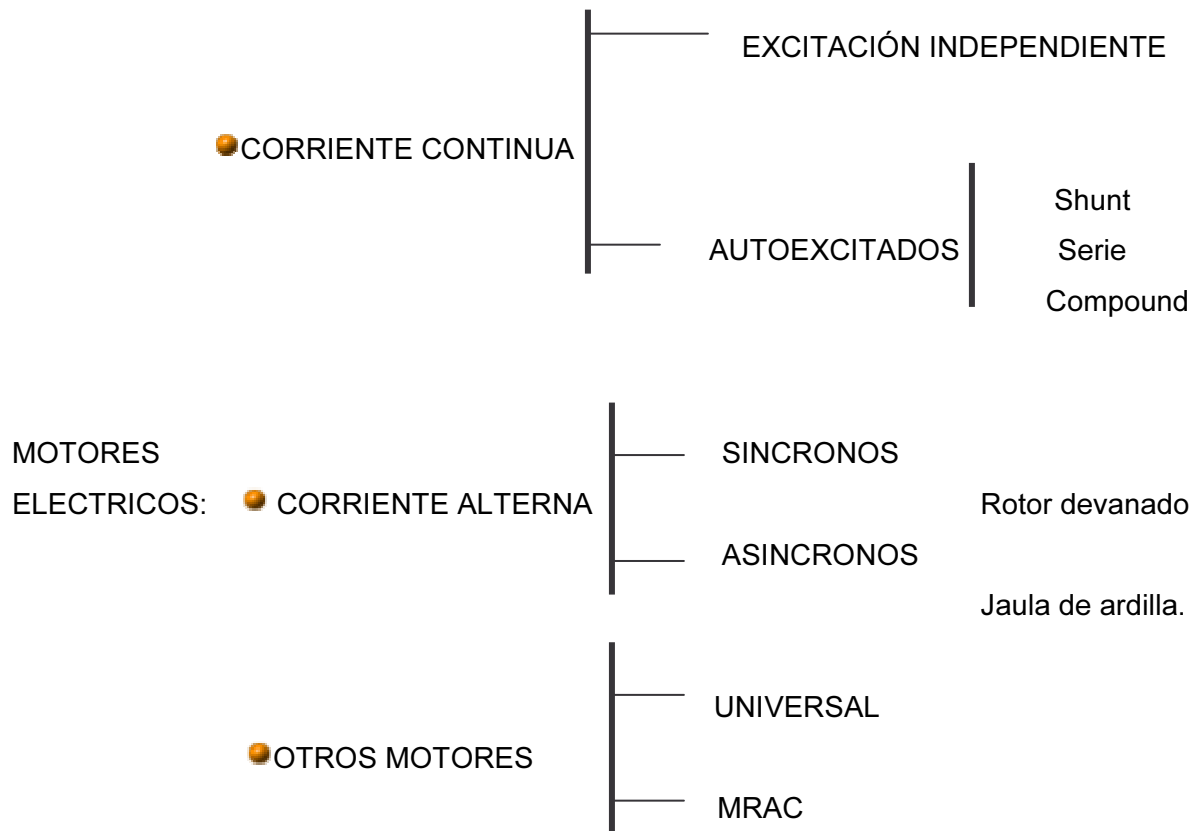 EXCITACIÓN INDEPENDIENTE
CORRIENTE CONTINUA
Shunt
AUTOEXCITADOS
Serie
Compound
MOTORES
ELECTRICOS:
CORRIENTE ALTERNA
SINCRONOS
Rotor devanado
ASINCRONOS
Jaula de ardilla.
UNIVERSAL
OTROS MOTORES
MRAC